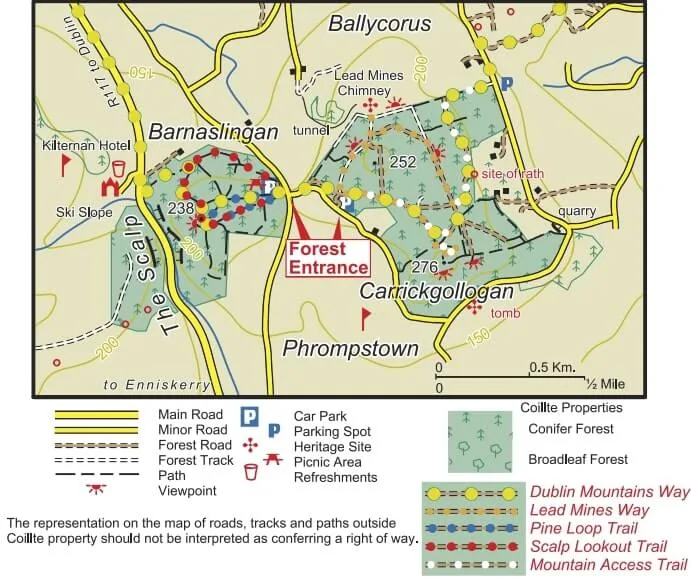 Ballycorus
R117 to Dublin
150
200
Lead Mines
Chimney
tunnel
Barnaslingan
Kilternan Hotel
252
site of rath
P
P
P
238
Ski Slope
quarry
200
The Scalp
Forest
Entrance
276
Carrickgollogan
tomb
200
150
Phrompstown
to Enniskerry
0 0.5 Km.
0 ½ Mile
Main Road
Minor Road
Forest Road
Forest Track
Path
Viewpoint
P Car Park
P Parking Spot
Heritage Site
Picnic Area
Refreshments
Coillte Properties
Conifer Forest
Broadleaf Forest
Dublin Mountains Way
Lead Mines Way
Pine Loop Trail
Scalp Lookout Trail
Mountain Access Trail
The representation on the map of roads, tracks and paths outside
Coillte property should not be interpreted as conferring a right of way.